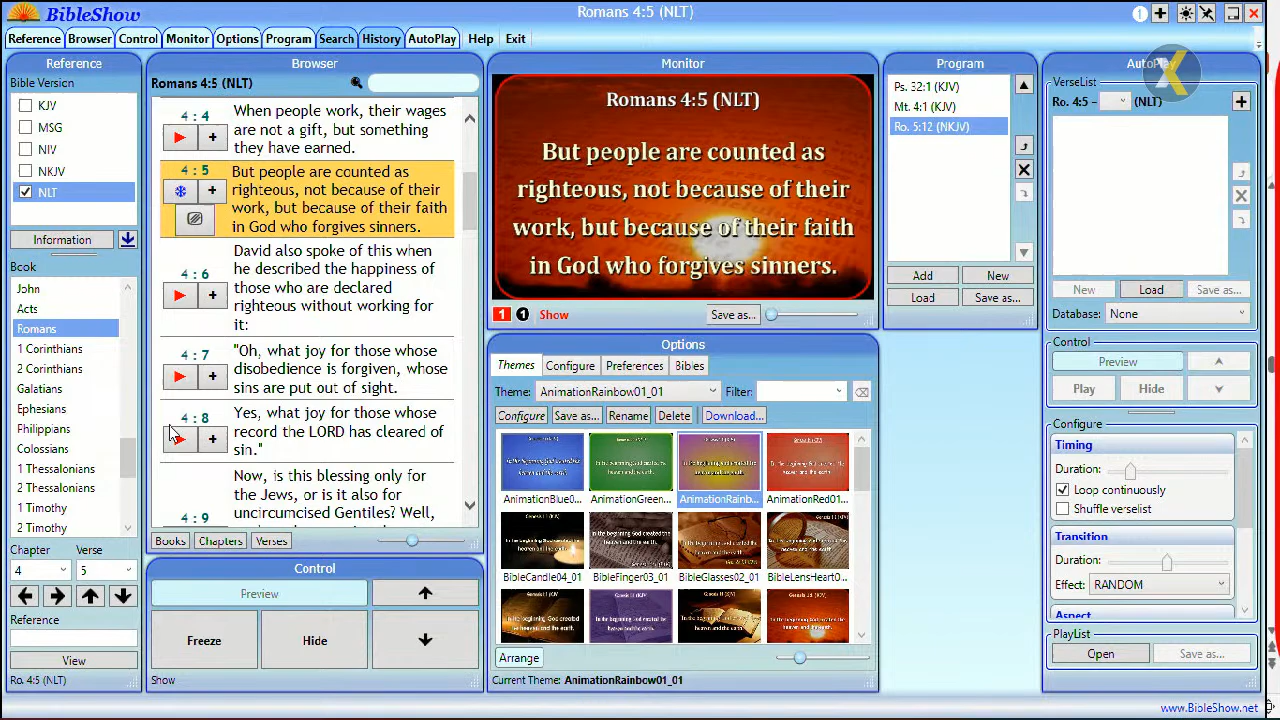 BibleShow
Romans 4:5 (NLT)
Reference Browser Control Monitor Options Program Search History AutoPlay Help Exit
Reference
Bible Version
KJV
MSG
NIV
NKJV
NLT
Information
Book
John
Acts
Romans
1 Corinthians
2 Corinthians
Galatians
Ephesians
Philippians
Colossians
1 Thessalonians
2 Thessalonians
1 Timothy
2 Timothy
Chapter Verse
4 5
Reference
View
Ro. 4:5 (NLT)
Browser
Romans 4:5 (NLT)
4 : 4
When people work, their wages
are not a gift, but something
they have earned.
4 : 5
But people are counted as
righteous, not because of their
work, but because of their faith
in God who forgives sinners.
4 : 6
David also spoke of this when
he described the happiness of
those who are declared
righteous without working for
it:
4 : 7
"Oh, what joy for those whose
disobedience is forgiven, whose
sins are put out of sight.
4 : 8
Yes, what joy for those whose
record the LORD has cleared of
sin."
4 : 9
Now, is this blessing only for
the Jews, or is it also for
uncircumcised Gentiles? Well,
Books Chapters Verses
Control
Preview
Freeze Hide
Show
Monitor
Romans 4:5 (NLT)
But people are counted as
righteous, not because of their
work, but because of their faith
in God who forgives sinners.
1 1 Show Save as...
Options
Themes Configure Preferences Bibles
Theme: AnimationRainbow01_01 Filter:
Configure Save as... Rename Delete Download...
AnimationBlue0... AnimationGreen... AnimationRainb... AnimationRed01...
BibleCandle04_01 BibleFinger03_01 BibleGlasses02_01 BibleLensHeart0...
Arrange
Current Theme: AnimationRainbow01_01
Program
Ps. 32:1 (KJV)
Mt. 4:1 (KJV)
Ro. 5:12 (NKJV)
Add New
Load Save as...
AutoPlay
VerseList
Ro. 4:5 – (NLT)
New Load Save as...
Database: None
Control
Preview
Play Hide
Configure
Timing
Duration:
Loop continuously
Shuffle verselist
Transition
Duration:
Effect: RANDOM
Aspect
PlayList
Open Save as...
www.BibleShow.net